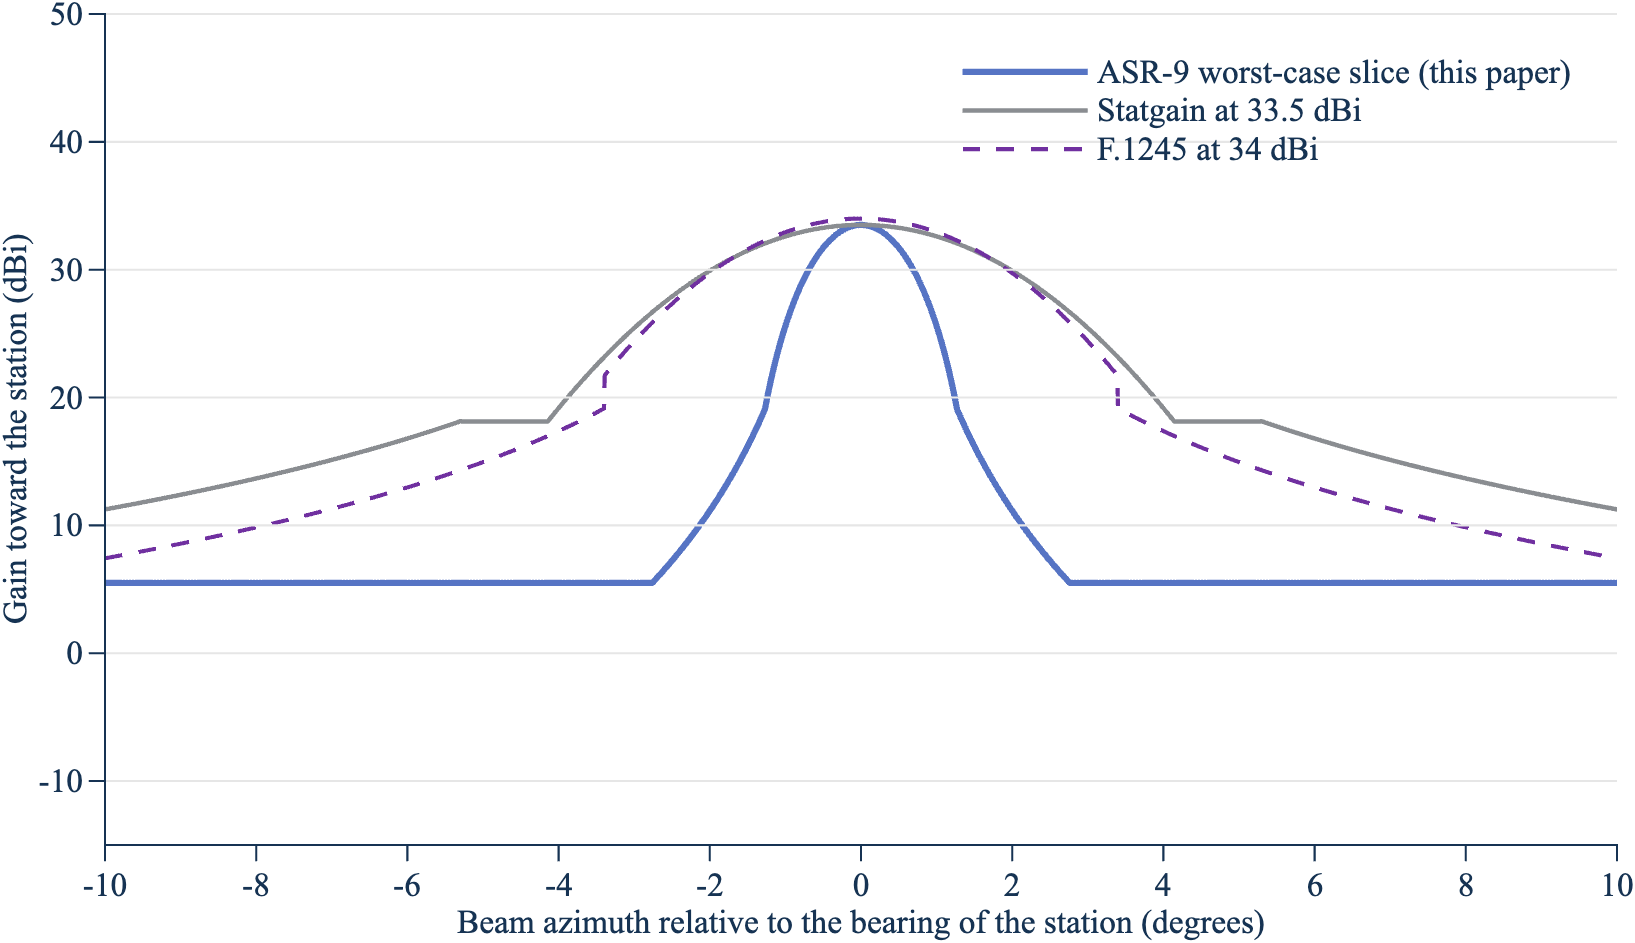 50
40
30
20
10
0
-10
Gain toward the station (dBi)
ASR-9 worst-case slice (this paper)
Statgain at 33.5 dBi
F.1245 at 34 dBi
-10 -8 -6 -4 -2 0 2 4 6 8 10
Beam azimuth relative to the bearing of the station (degrees)